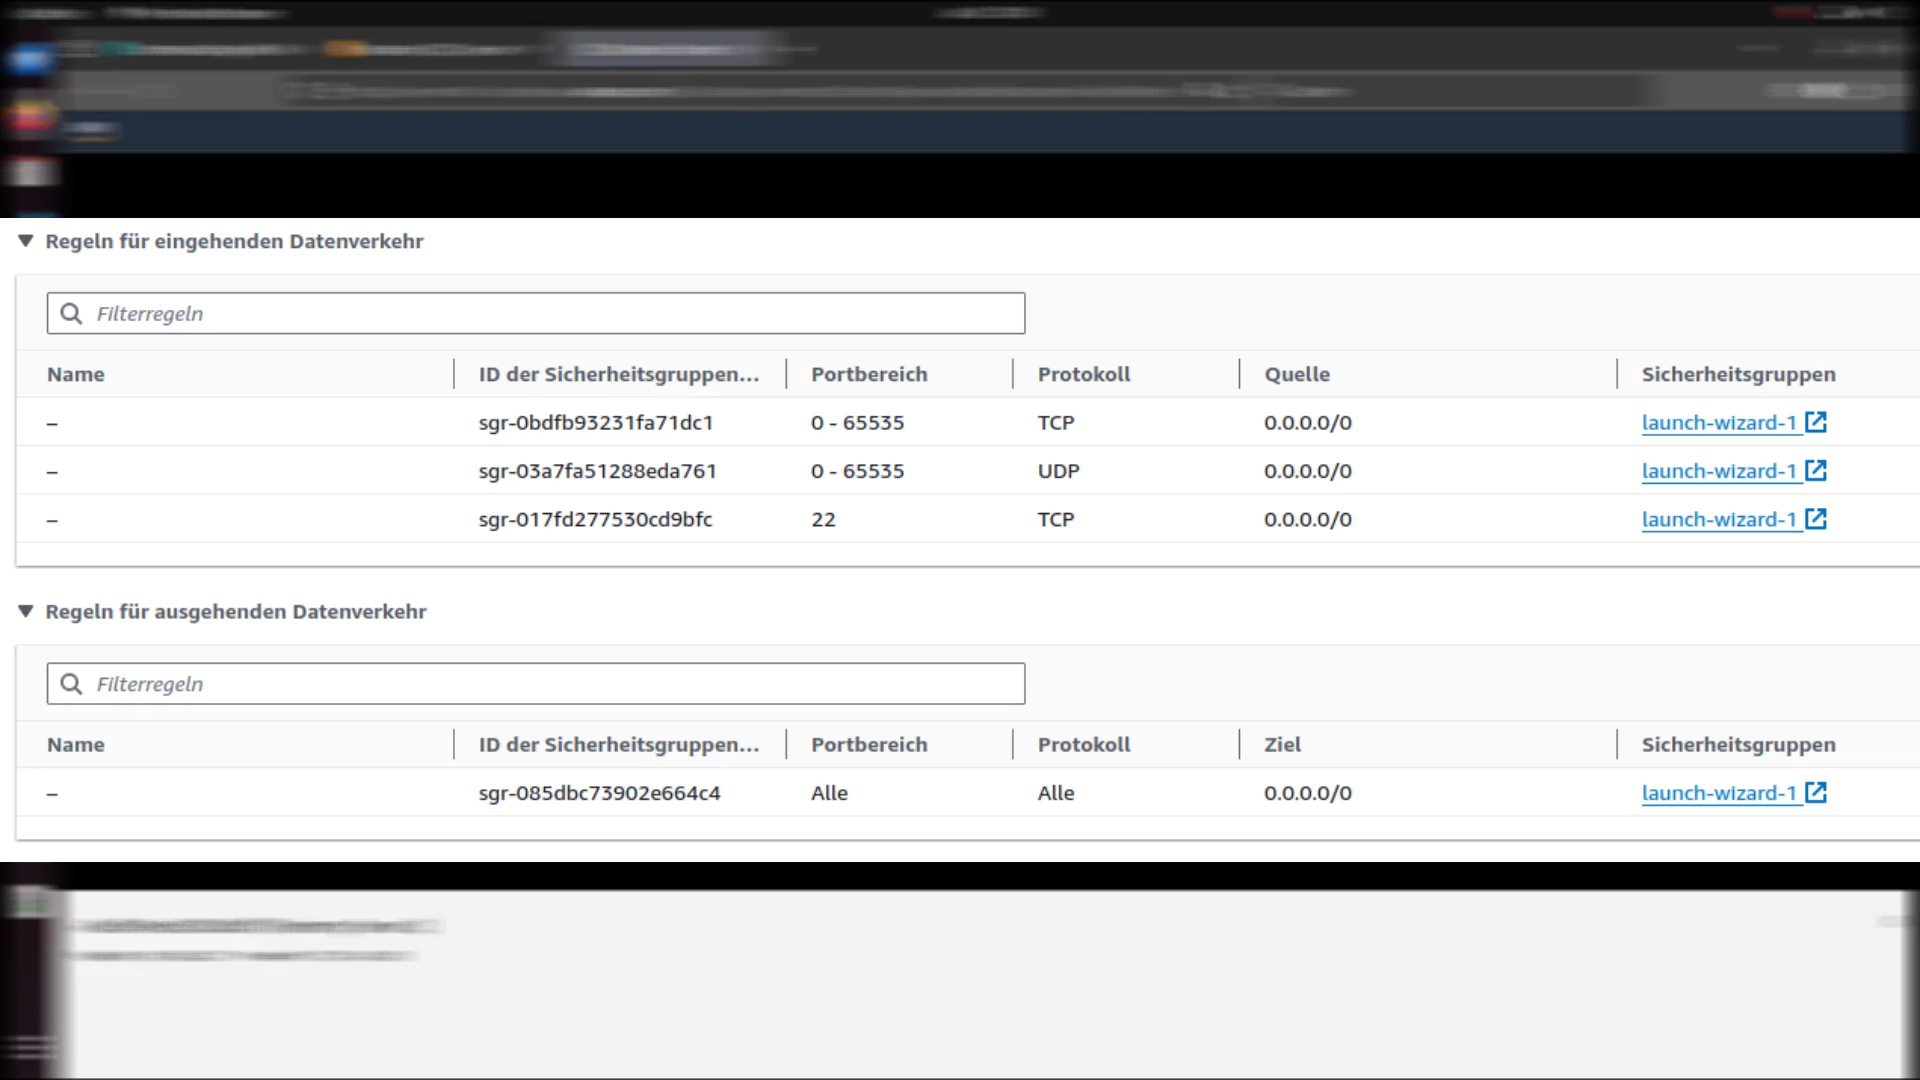 Regeln für eingehenden Datenverkehr
Filterregeln
Name ID der Sicherheitsgruppen... Portbereich Protokoll Quelle Sicherheitsgruppen
– sgr-0bdfb93231fa71dc1 0 - 65535 TCP 0.0.0.0/0 launch-wizard-1
– sgr-03a7fa51288eda761 0 - 65535 UDP 0.0.0.0/0 launch-wizard-1
– sgr-017fd277530cd9bfc 22 TCP 0.0.0.0/0 launch-wizard-1
Regeln für ausgehenden Datenverkehr
Filterregeln
Name ID der Sicherheitsgruppen... Portbereich Protokoll Ziel Sicherheitsgruppen
– sgr-085dbc73902e664c4 Alle Alle 0.0.0.0/0 launch-wizard-1